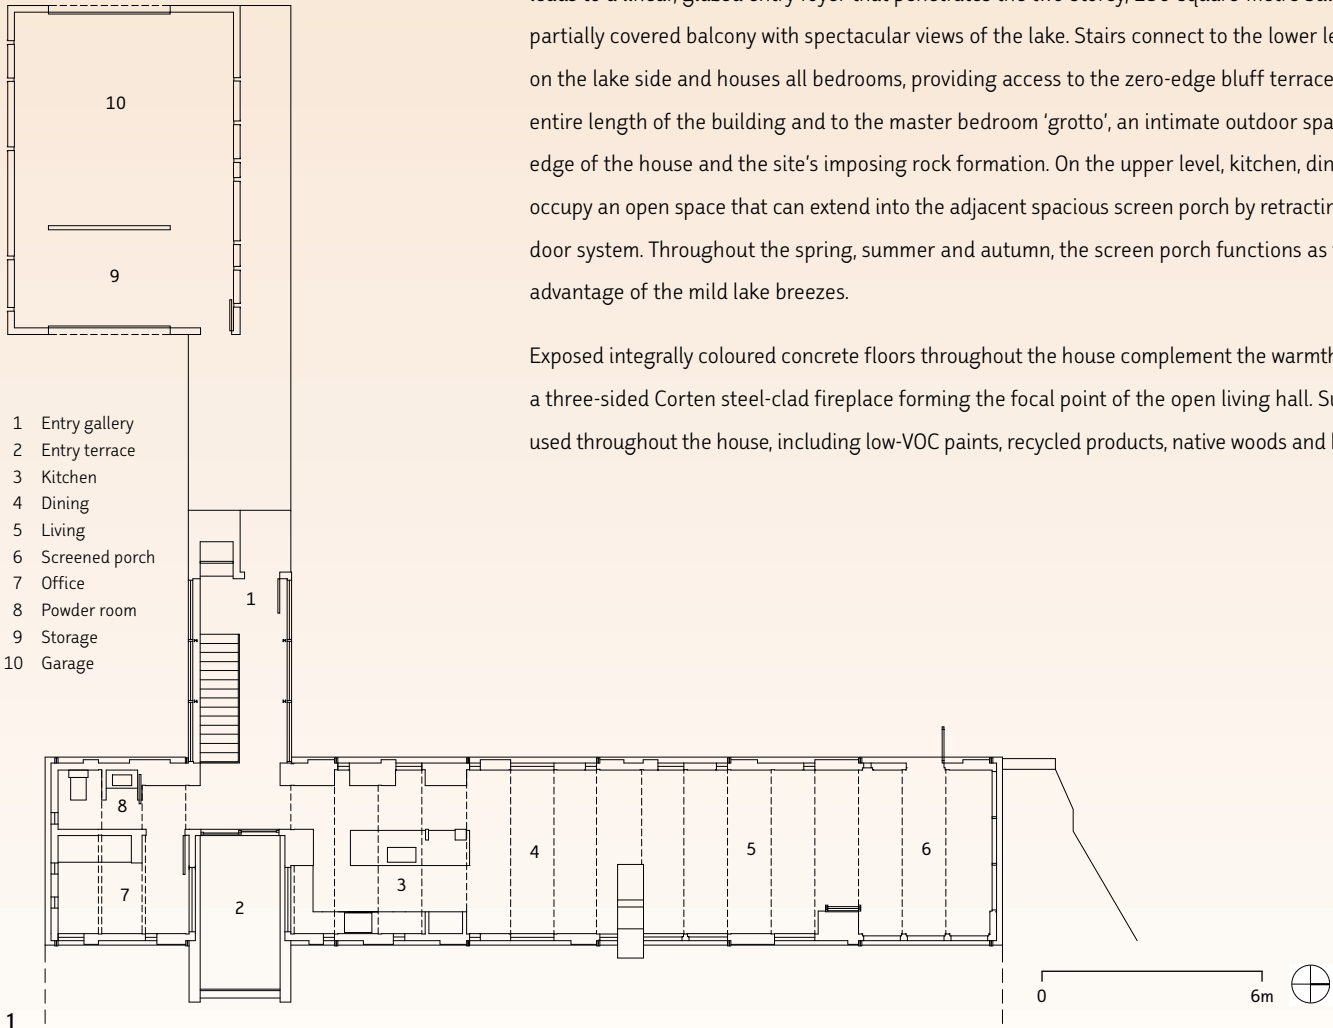 partially covered balcony with spectacular views of the lake. Stairs connect to the lower
on the lake side and houses all bedrooms, providing access to the zero-edge bluff terrace
entire length of the building and to the master bedroom ‘grotto’, an intimate outdoor
edge of the house and the site’s imposing rock formation. On the upper level, kitchen,
occupy an open space that can extend into the adjacent spacious screen porch by
door system. Throughout the spring, summer and autumn, the screen porch functions as
advantage of the mild lake breezes.
Exposed integrally coloured concrete floors throughout the house complement the
a three-sided Corten steel-clad fireplace forming the focal point of the open living hall.
used throughout the house, including low-VOC paints, recycled products, native woods and
10
9
1 Entry gallery
2 Entry terrace
3 Kitchen
4 Dining
5 Living
6 Screened porch
7 Office
8 Powder room
9 Storage
10 Garage
1
8
7
2
3
4
5
6
0 6m
1